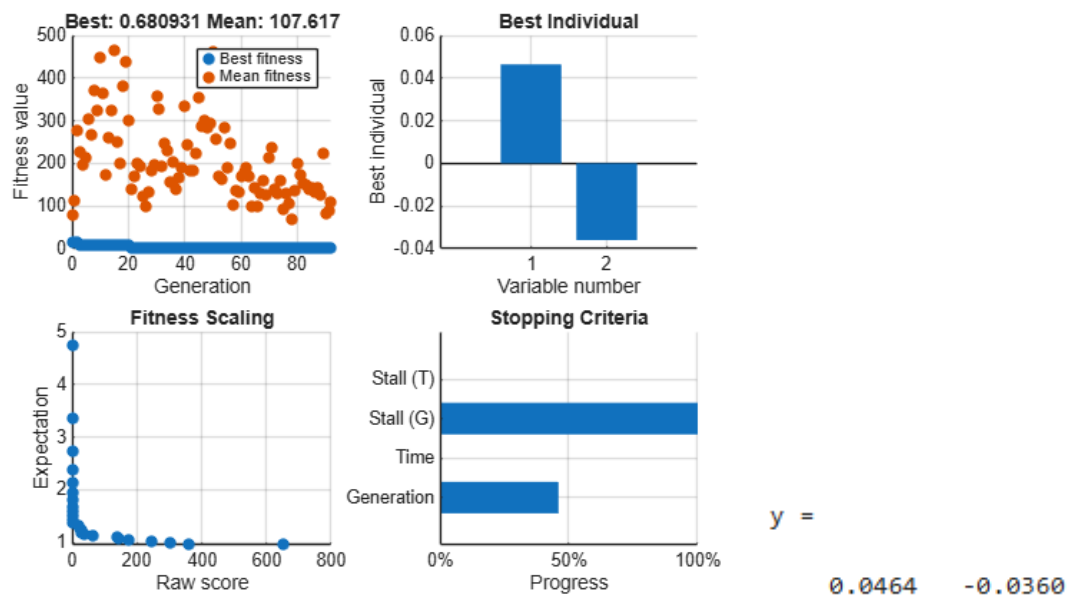 Best: 0.680931 Mean: 107.617
500
400
300
200
100
0
0 20 40 60 80
Fitness value
Generation
Best fitness
Mean fitness
Best Individual
0.06
0.04
0.02
0
-0.02
-0.04
1 2
Best individual
Variable number
Fitness Scaling
5
4
3
2
1
0 200 400 600 800
Expectation
Raw score
Stopping Criteria
Stall (T)
Stall (G)
Time
Generation
0% 50% 100%
Progress
y =
0.0464 -0.0360